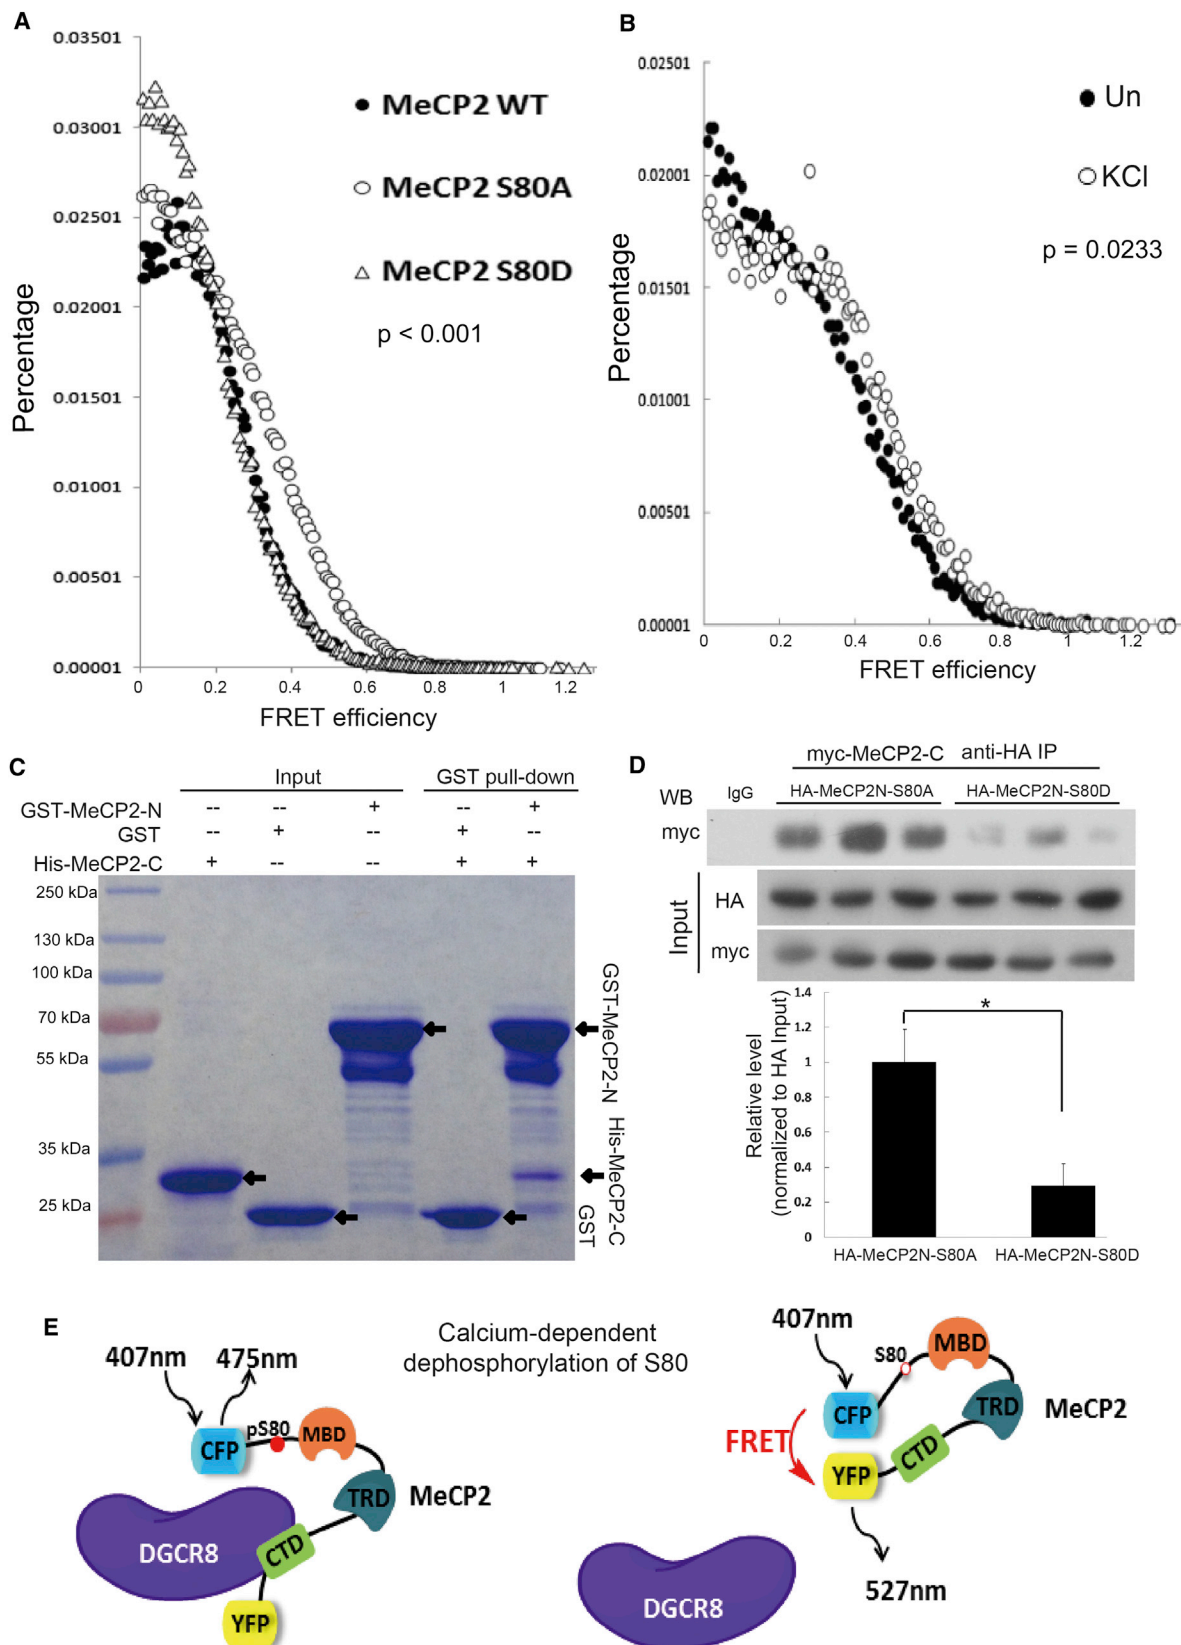 A
0.03501
0.03001
0.02501
0.02001
0.01501
0.01001
0.00501
0.00001
Percentage
MeCP2 WT
MeCP2 S80A
MeCP2 S80D
p < 0.001
0 0.2 0.4 0.6 0.8 1 1.2
FRET efficiency
B
0.02501
0.02001
0.01501
0.01001
0.00501
0.00001
Percentage
Un
KCl
p = 0.0233
0 0.2 0.4 0.6 0.8 1 1.2
FRET efficiency
C
Input GST pull-down
GST-MeCP2-N -- -- + -- +
GST -- + -- + --
His-MeCP2-C + -- -- + +
250 kDa
130 kDa
100 kDa
70 kDa
55 kDa
35 kDa
25 kDa
GST-MeCP2-N
His-MeCP2-C
GST
D
myc-MeCP2-C anti-HA IP
WB IgG HA-MeCP2N-S80A HA-MeCP2N-S80D
myc
Input
HA
myc
Relative level
(normalized to HA Input)
1.4
1.2
1
0.8
0.6
0.4
0.2
0
*
HA-MeCP2N-S80A HA-MeCP2N-S80D
E
Calcium-dependent
dephosphorylation of S80
407nm 475nm
CFP
pS80
MBD
TRD
MeCP2
DGCR8
CTD
YFP
407nm
S80
MBD
CFP
TRD
MeCP2
FRET
YFP
CTD
527nm
DGCR8